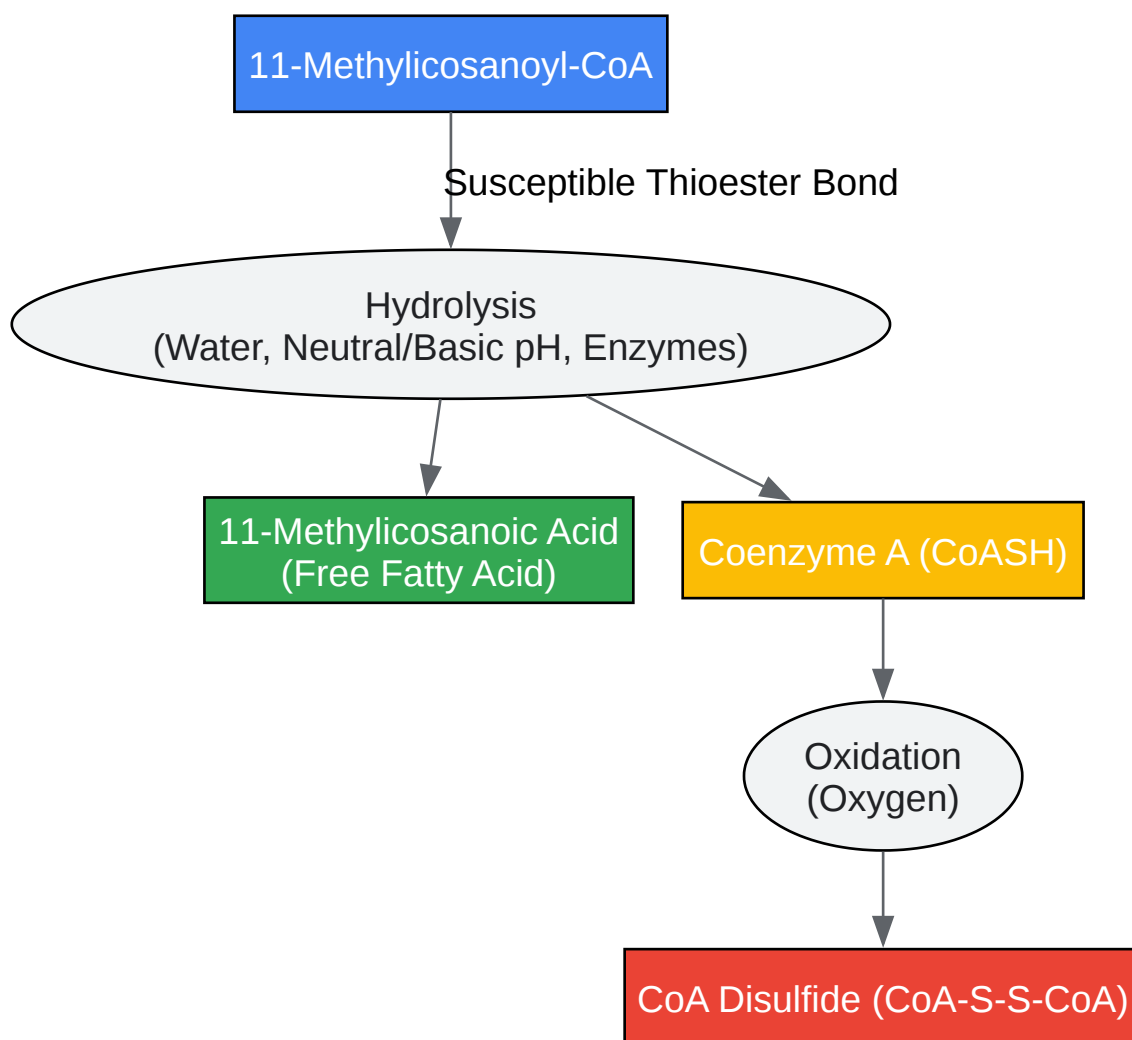 11-Methylicosanoyl-CoA
Susceptible Thioester Bond
Hydrolysis
(Water, Neutral/Basic pH, Enzymes)
11-Methylicosanoic Acid
(Free Fatty Acid)
Coenzyme A (CoASH)
Oxidation
(Oxygen)
CoA Disulfide (CoA-S-S-CoA)